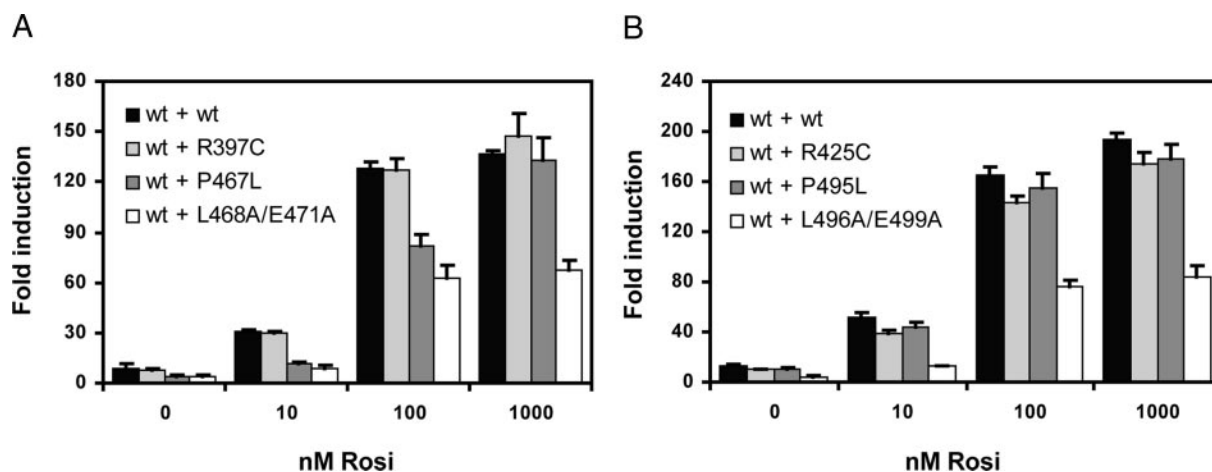 A
180
150
120
90
60
30
0
Fold induction
wt + wt
wt + R397C
wt + P467L
wt + L468A/E471A
0 10 100 1000
nM Rosi
B
240
200
160
120
80
40
0
Fold induction
wt + wt
wt + R425C
wt + P495L
wt + L496A/E499A
0 10 100 1000
nM Rosi